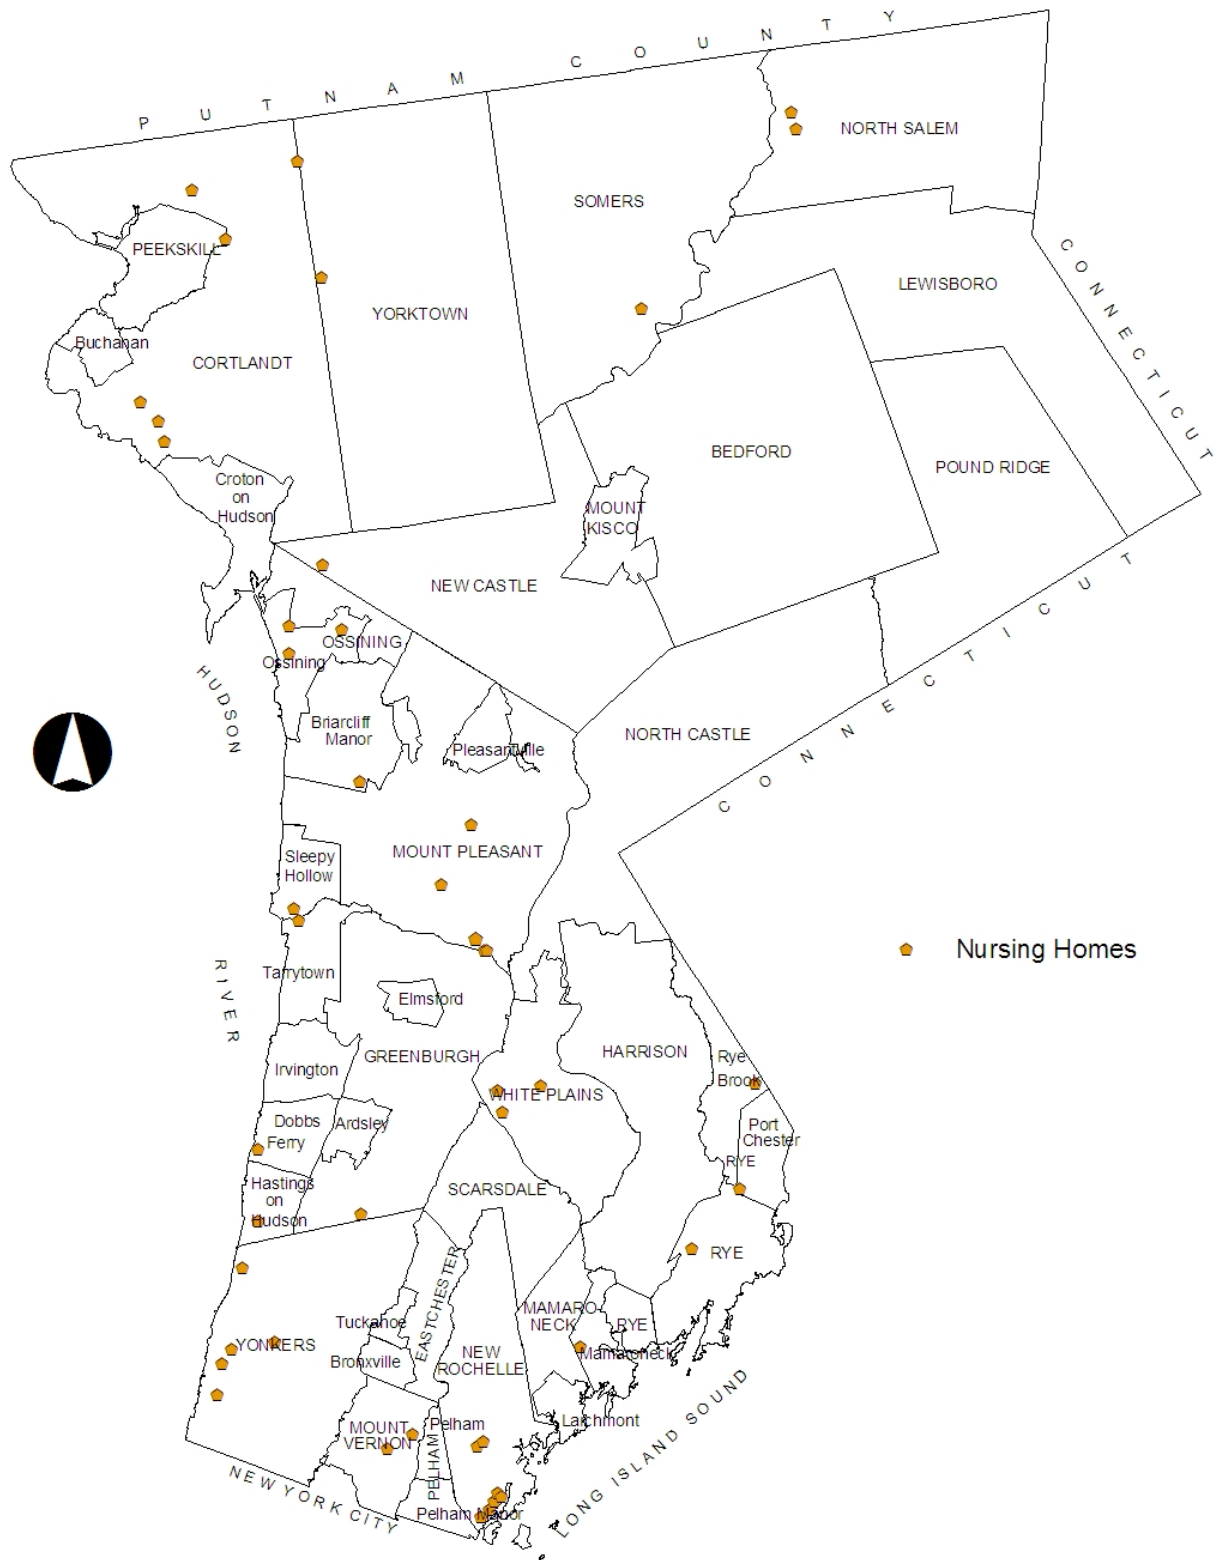 PUTNAM COUNTY
NORTH SALEM
SOMERS
PEEKSKILL
CONNECTICUT
LEWISBORO
YORKTOWN
Buchanan
CORTLANDT
BEDFORD
POUND RIDGE
Croton
on
Hudson
MOUNT
KISCO
NEW CASTLE
CONNECTICUT
OSSINING
Ossining
HUDSON
RIVER
Briarcliff
Manor
Pleasantville
NORTH CASTLE
MOUNT PLEASANT
Sleepy
Hollow
Nursing Homes
Tarrytown
Elmsford
GREENBURGH
HARRISON
Rye
Brook
Irvington
WHITE PLAINS
Dobbs
Ferry
Ardsley
Port
Chester
RYE
SCARSDALE
Hastings
on
Hudson
RYE
EASTCHESTER
MAMARO-
NECK
RYE
Tuckahoe
YONKERS
NEW
ROCHELLE
Mamaroneck
Bronxville
Larchmont
MOUNT
VERNON
Pelham
PELHAM
LONG ISLAND SOUND
NEW YORK CITY
Pelham Manor